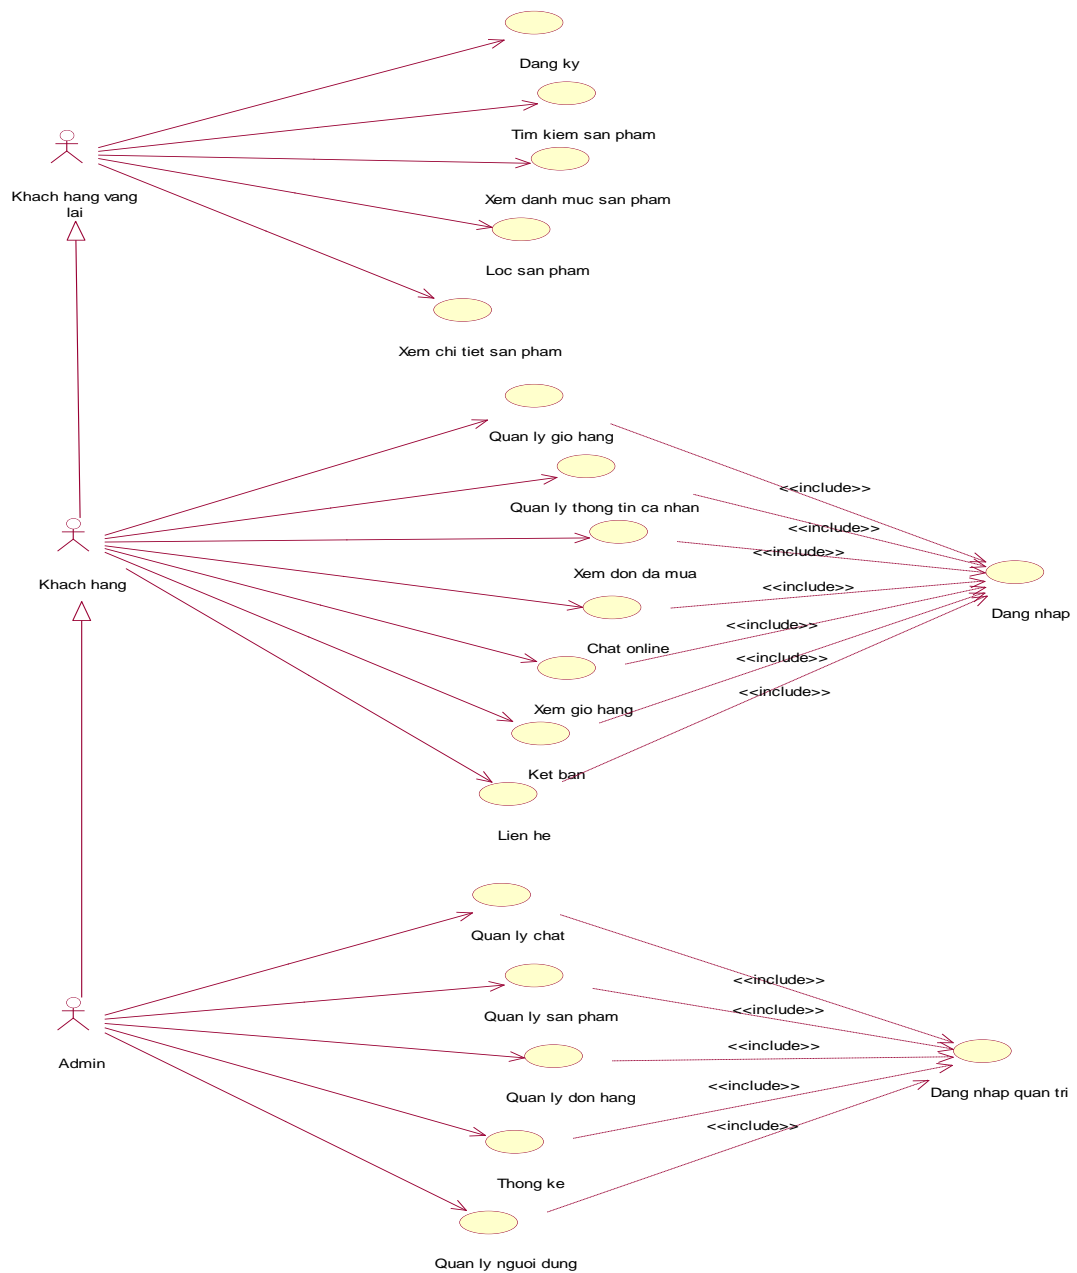 Dang ky
Tim kiem san pham
Khach hang vang
lai
Xem danh muc san pham
Loc san pham
Xem chi tiet san pham
Quan ly gio hang
<<include>>
Quan ly thong tin ca nhan
<<include>>
<<include>>
Khach hang
Xem don da mua
<<include>>
Dang nhap
<<include>>
Chat online
<<include>>
<<include>>
Xem gio hang
Ket ban
Lien he
Quan ly chat
<<include>>
Quan ly san pham
<<include>>
<<include>>
Admin
<<include>>
Dang nhap quan tri
Quan ly don hang
<<include>>
Thong ke
Quan ly nguoi dung